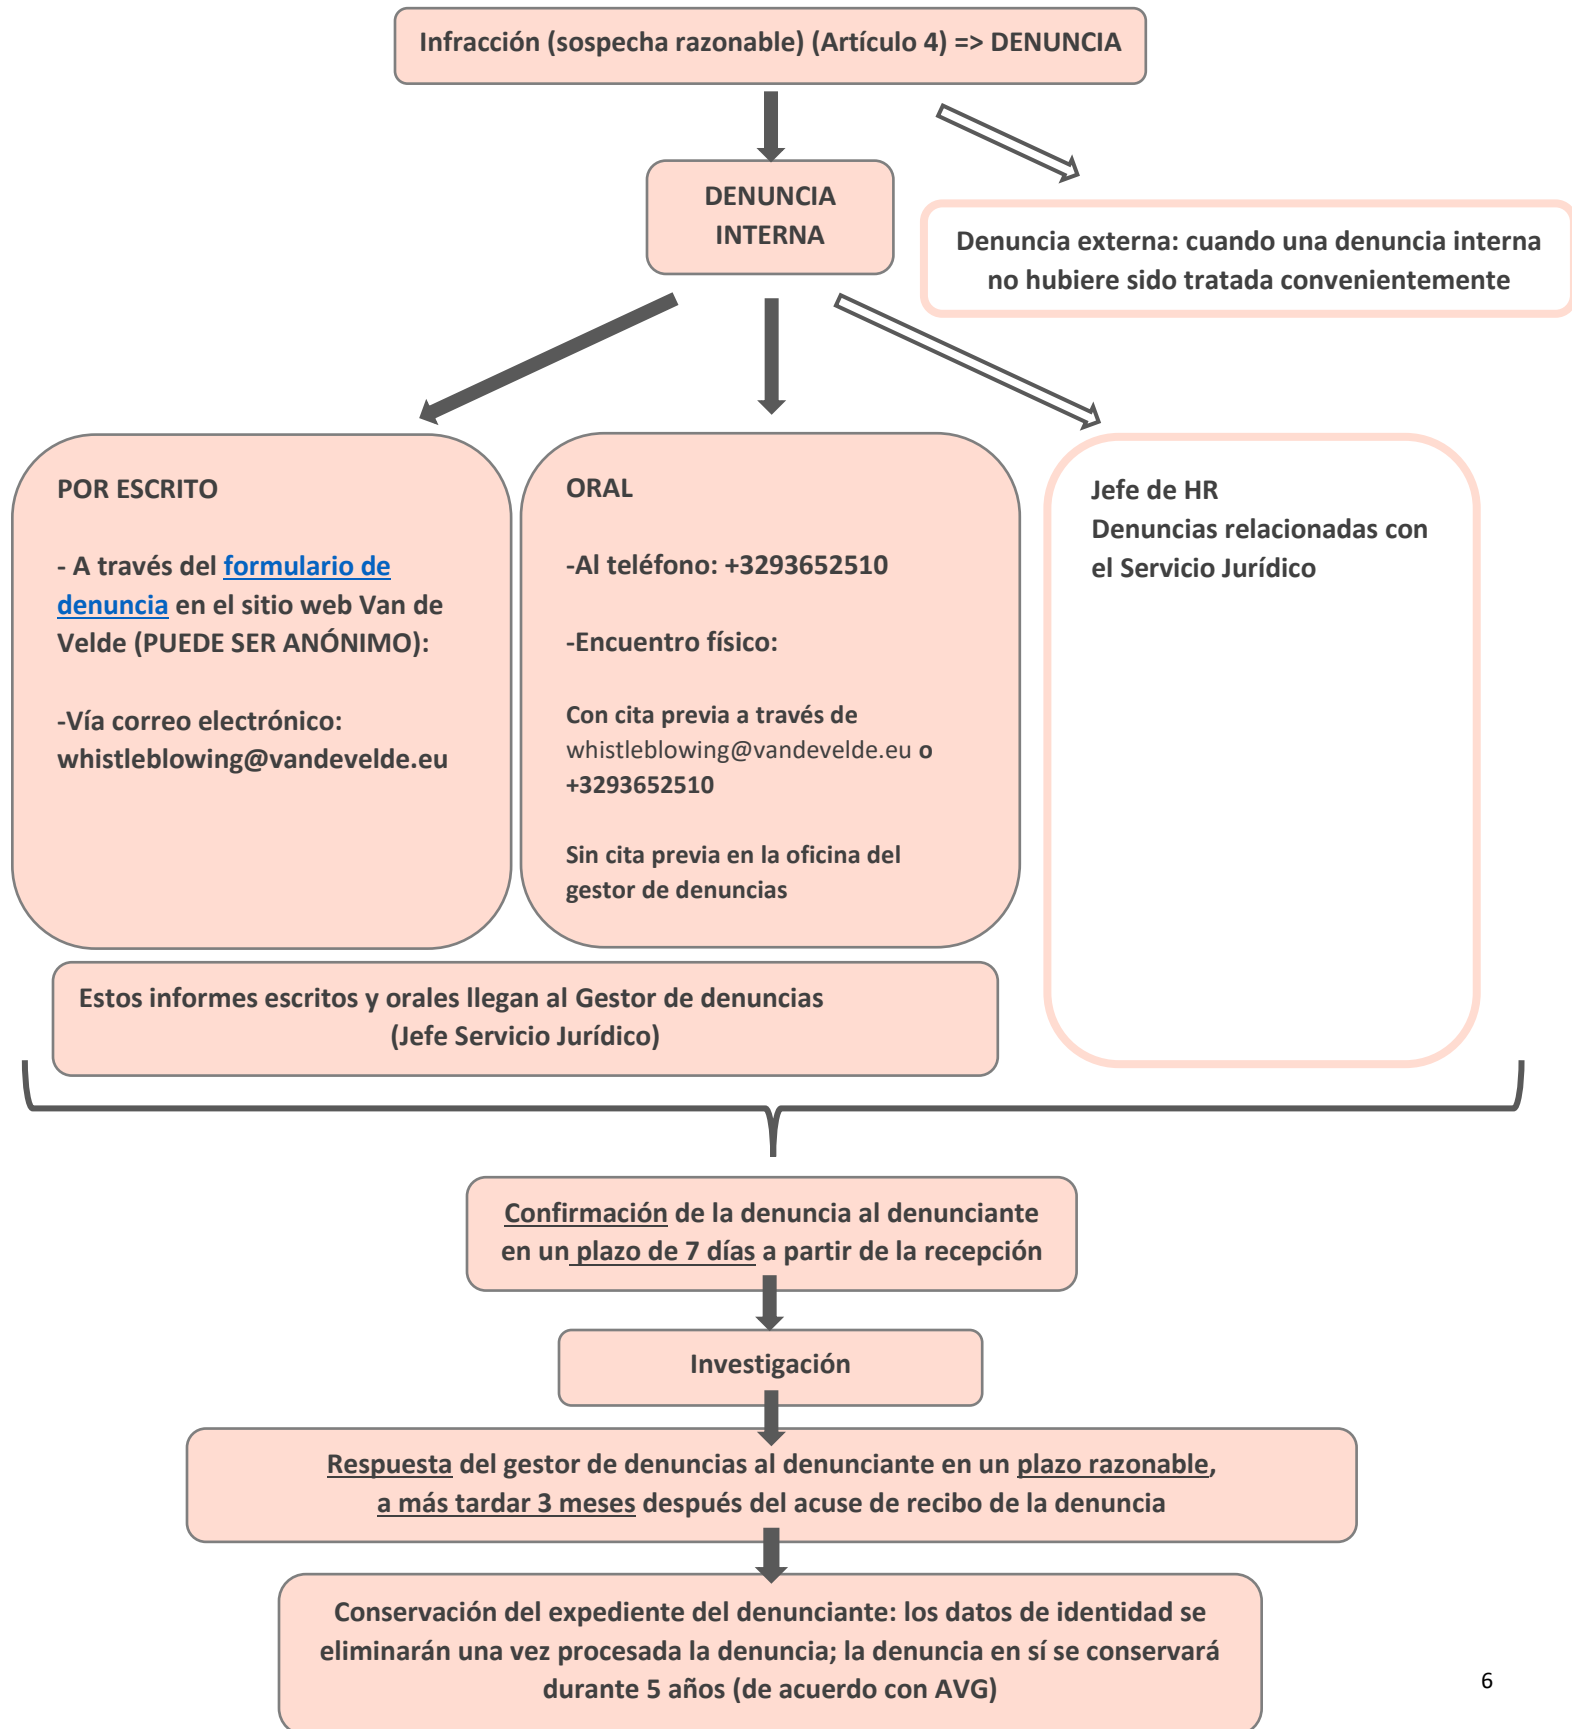 Infracción (sospecha razonable) (Artículo 4) => DENUNCIA
DENUNCIA
INTERNA
Denuncia externa: cuando una denuncia interna
no hubiere sido tratada convenientemente
POR ESCRITO
- A través del formulario de
denuncia en el sitio web Van de
Velde (PUEDE SER ANÓNIMO):
-Vía correo electrónico:
whistleblowing@vandevelde.eu
ORAL
-Al teléfono: +3293652510
-Encuentro físico:
Con cita previa a través de
whistleblowing@vandevelde.eu o
+3293652510
Sin cita previa en la oficina del
gestor de denuncias
Jefe de HR
Denuncias relacionadas con
el Servicio Jurídico
Estos informes escritos y orales llegan al Gestor de denuncias
(Jefe Servicio Jurídico)
Confirmación de la denuncia al denunciante
en un plazo de 7 días a partir de la recepción
Investigación
Respuesta del gestor de denuncias al denunciante en un plazo razonable,
a más tardar 3 meses después del acuse de recibo de la denuncia
Conservación del expediente del denunciante: los datos de identidad se
eliminarán una vez procesada la denuncia; la denuncia en sí se conservará
durante 5 años (de acuerdo con AVG)
6